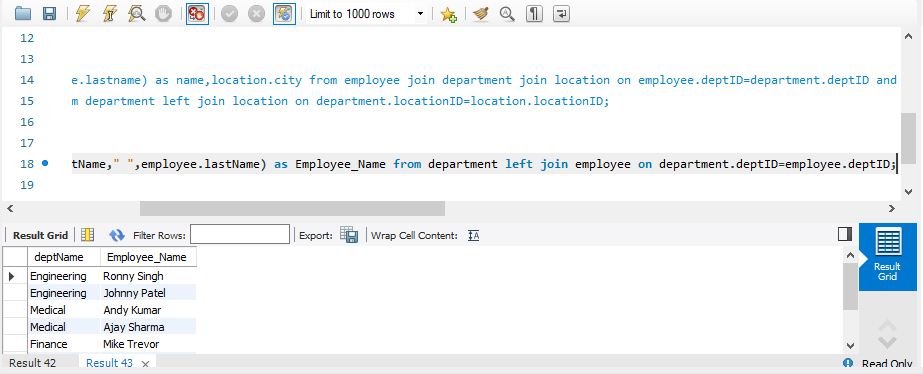 Limit to 1000 rows
12
13
14 e.lastname) as name,location.city from employee join department join location on employee.deptID=department.deptID and
15 m department left join location on department.locationID=location.locationID;
16
17
18 tName," ",employee.lastName) as Employee_Name from department left join employee on department.deptID=employee.deptID;
19
Result Grid Filter Rows: Export: Wrap Cell Content: IA
deptName Employee_Name
Engineering Ronny Singh
Engineering Johnny Patel
Medical Andy Kumar
Medical Ajay Sharma
Finance Mike Trevor
Result
Grid
Result 42 Result 43 Read Only